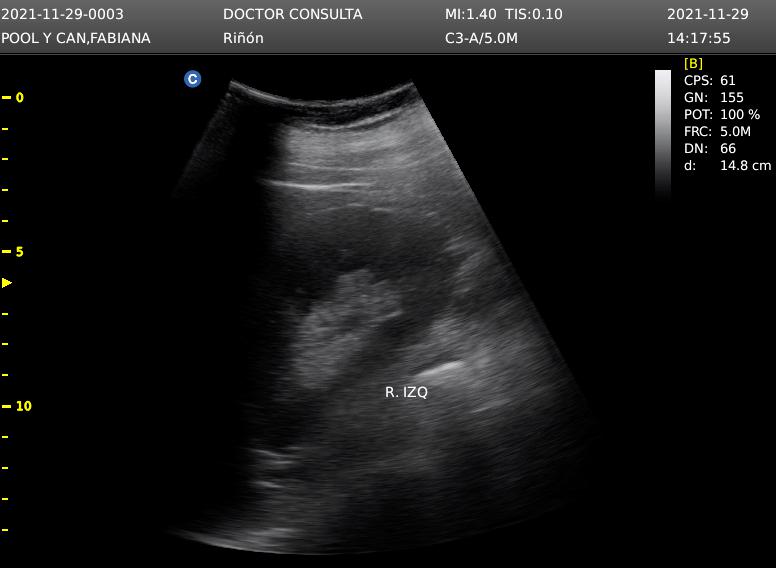 2021-11-29-0003 DOCTOR CONSULTA MI:1.40 TIS:0.10 2021-11-29
POOL Y CAN,FABIANA Riñón C3-A/5.0M 14:17:55
[B]
C
CPS: 61
GN: 155
POT: 100 %
FRC: 5.0M
DN: 66
d: 14.8 cm
0
5
10
R. IZQ